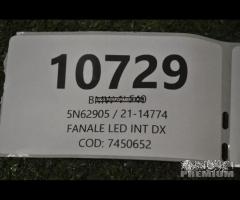 10729
5N62905 / 21-14774
FANALE LED INT DX
COD: 7450652
PREMIUM